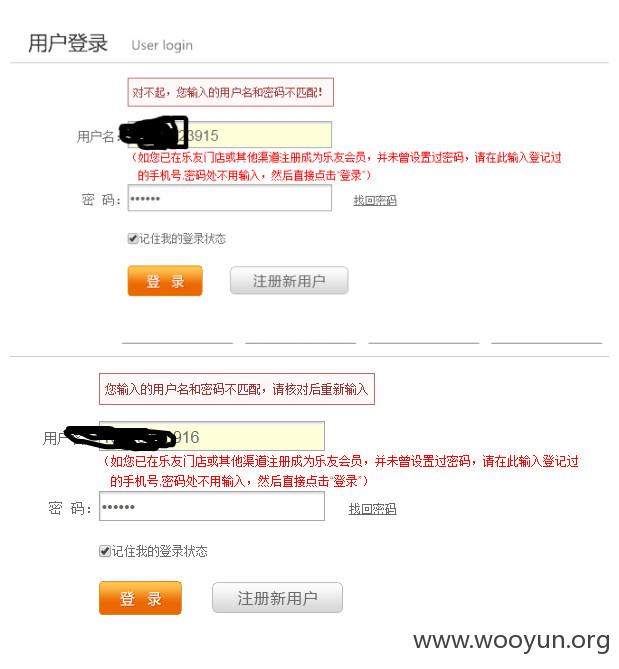 用户登录 User login
对不起，您输入的用户名和密码不匹配！
用户名： 23915
（如您已在乐友门店或其他渠道注册成为乐友会员，并未曾设置过密码，请在此输入登记过
的手机号,密码处不用输入，然后直接点击“登录”）
密 码： •••••• 找回密码
记住我的登录状态
登 录 注册新用户
您输入的用户名和密码不匹配，请核对后重新输入
用户 916
（如您已在乐友门店或其他渠道注册成为乐友会员，并未曾设置过密码，请在此输入登记过
的手机号,密码处不用输入，然后直接点击“登录”）
密 码： •••••• 找回密码
记住我的登录状态
登 录 注册新用户
www.wooyun.org